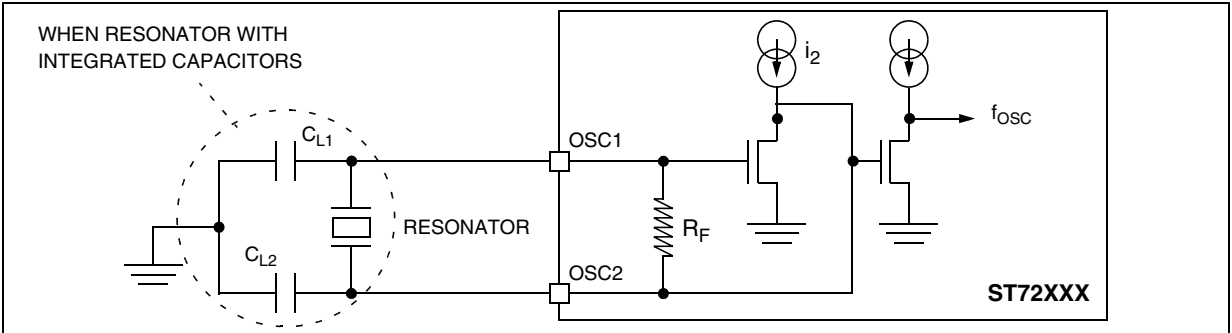 WHEN RESONATOR WITH
INTEGRATED CAPACITORS
i2
fOSC
CL1
OSC1
RESONATOR
RF
CL2
OSC2
ST72XXX